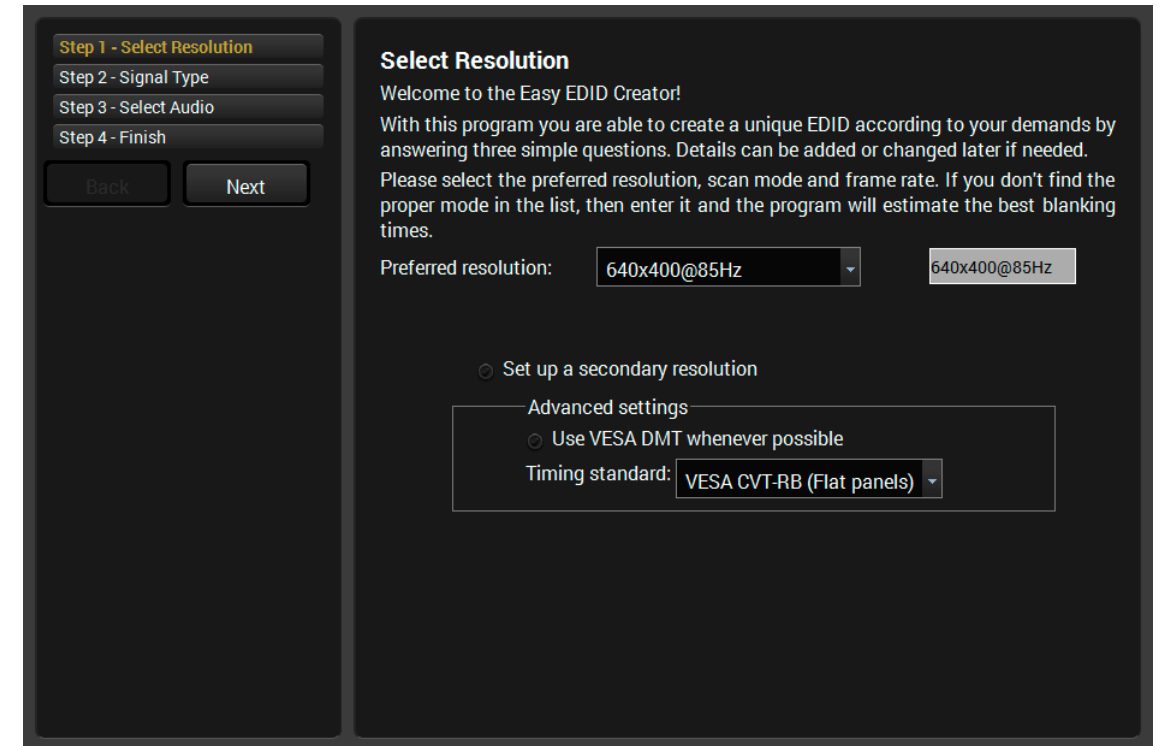 Step 1 - Select Resolution
Step 2 - Signal Type
Step 3 - Select Audio
Step 4 - Finish
Back
Next
Select Resolution
Welcome to the Easy EDID Creator!
With this program you are able to create a unique EDID according to your demands by
answering three simple questions. Details can be added or changed later if needed.
Please select the preferred resolution, scan mode and frame rate. If you don't find the
proper mode in the list, then enter it and the program will estimate the best blanking
times.
Preferred resolution: 640x400@85Hz 640x400@85Hz
Set up a secondary resolution
Advanced settings
Use VESA DMT whenever possible
Timing standard: VESA CVT-RB (Flat panels)